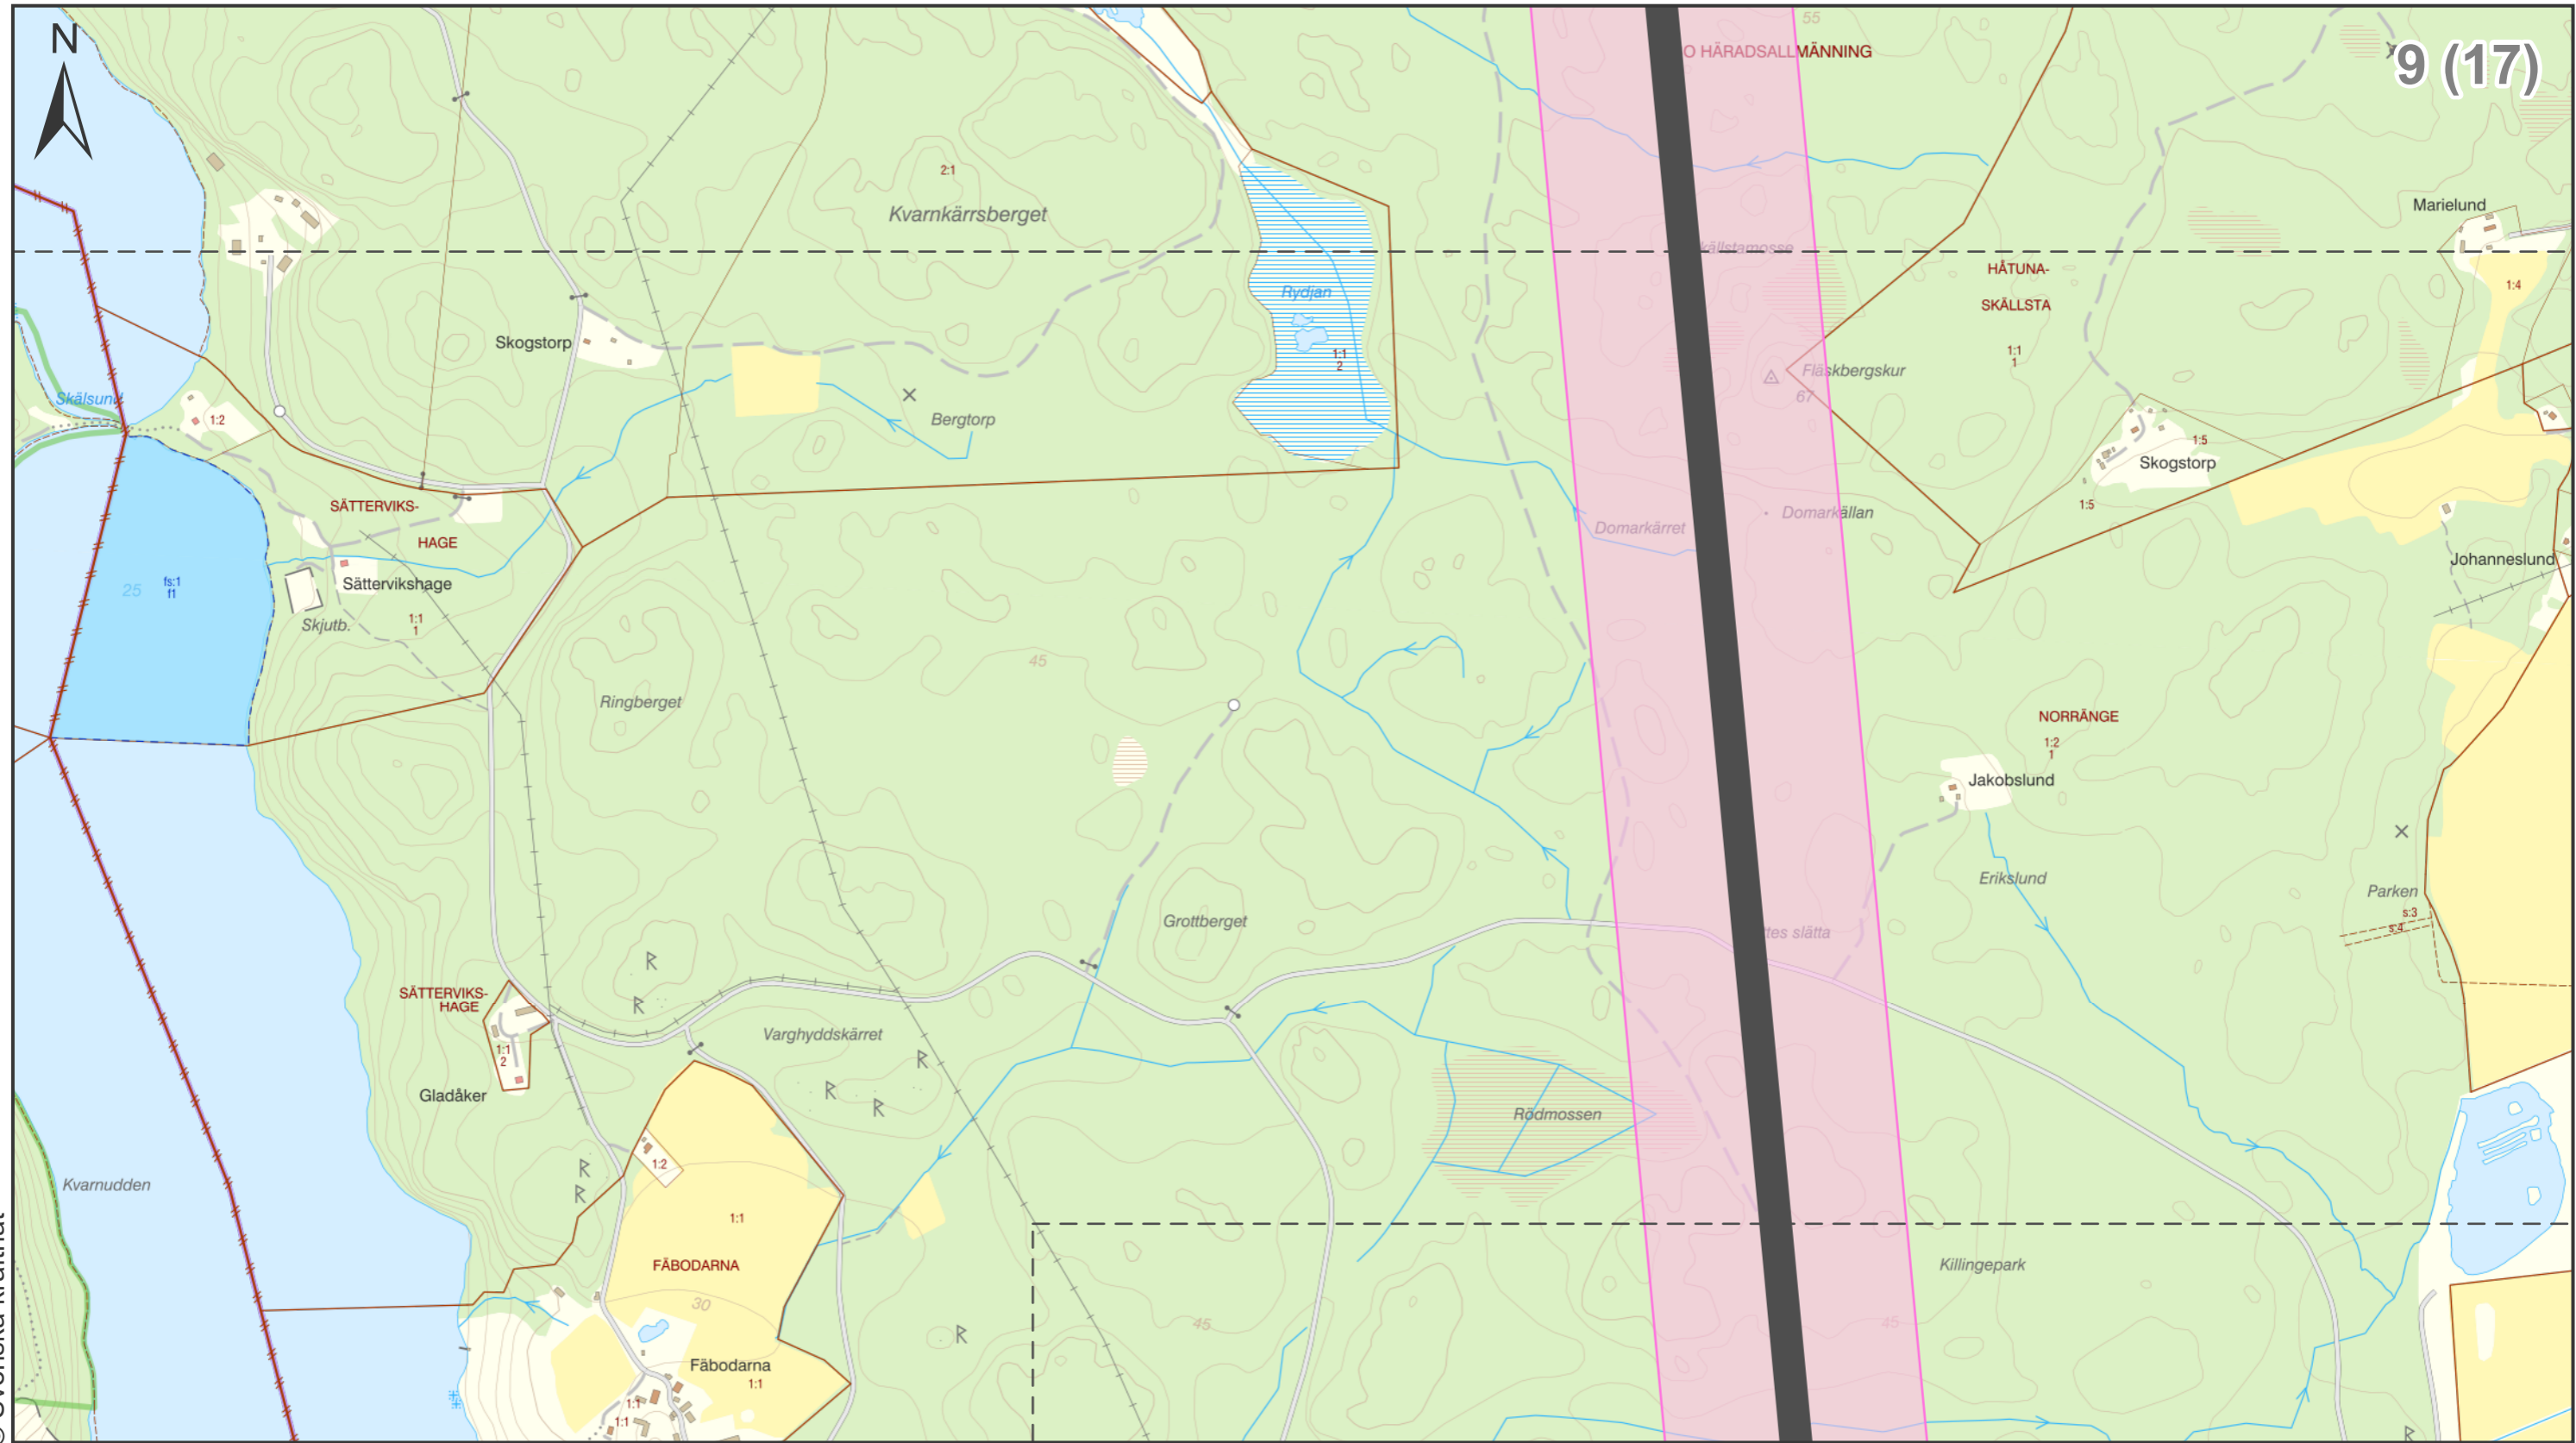 N
55
O HÄRADSALLMÄNNING
9 (17)
2:1
Kvarnkärrsberget
Marielund
HÅTUNA-
SKÄLLSTA
1:4
Rydjan
Skogstorp
1:1
2
1:1
1
Fläskbergskur
67
Skälsund
1:2
Bergtorp
1:5
Skogstorp
1:5
SÄTTERVIKS-
HAGE
Domarkärret
Domarkällan
Johanneslund
25
fs:1
f1
Sättervikshage
Skjutb.
1:1
1
45
Ringberget
NORRÄNGE
1:2
1
Jakobslund
Erikslund
Parken
s:3
s:4
Grottberget
slätta
SÄTTERVIKS-
HAGE
1:1
2
Varghyddskärret
Gladåker
Rödmossen
Kvarnudden
1:2
1:1
FÄBODARNA
Killingepark
30
45
45
Fäbodarna
1:1
1:1
1:1